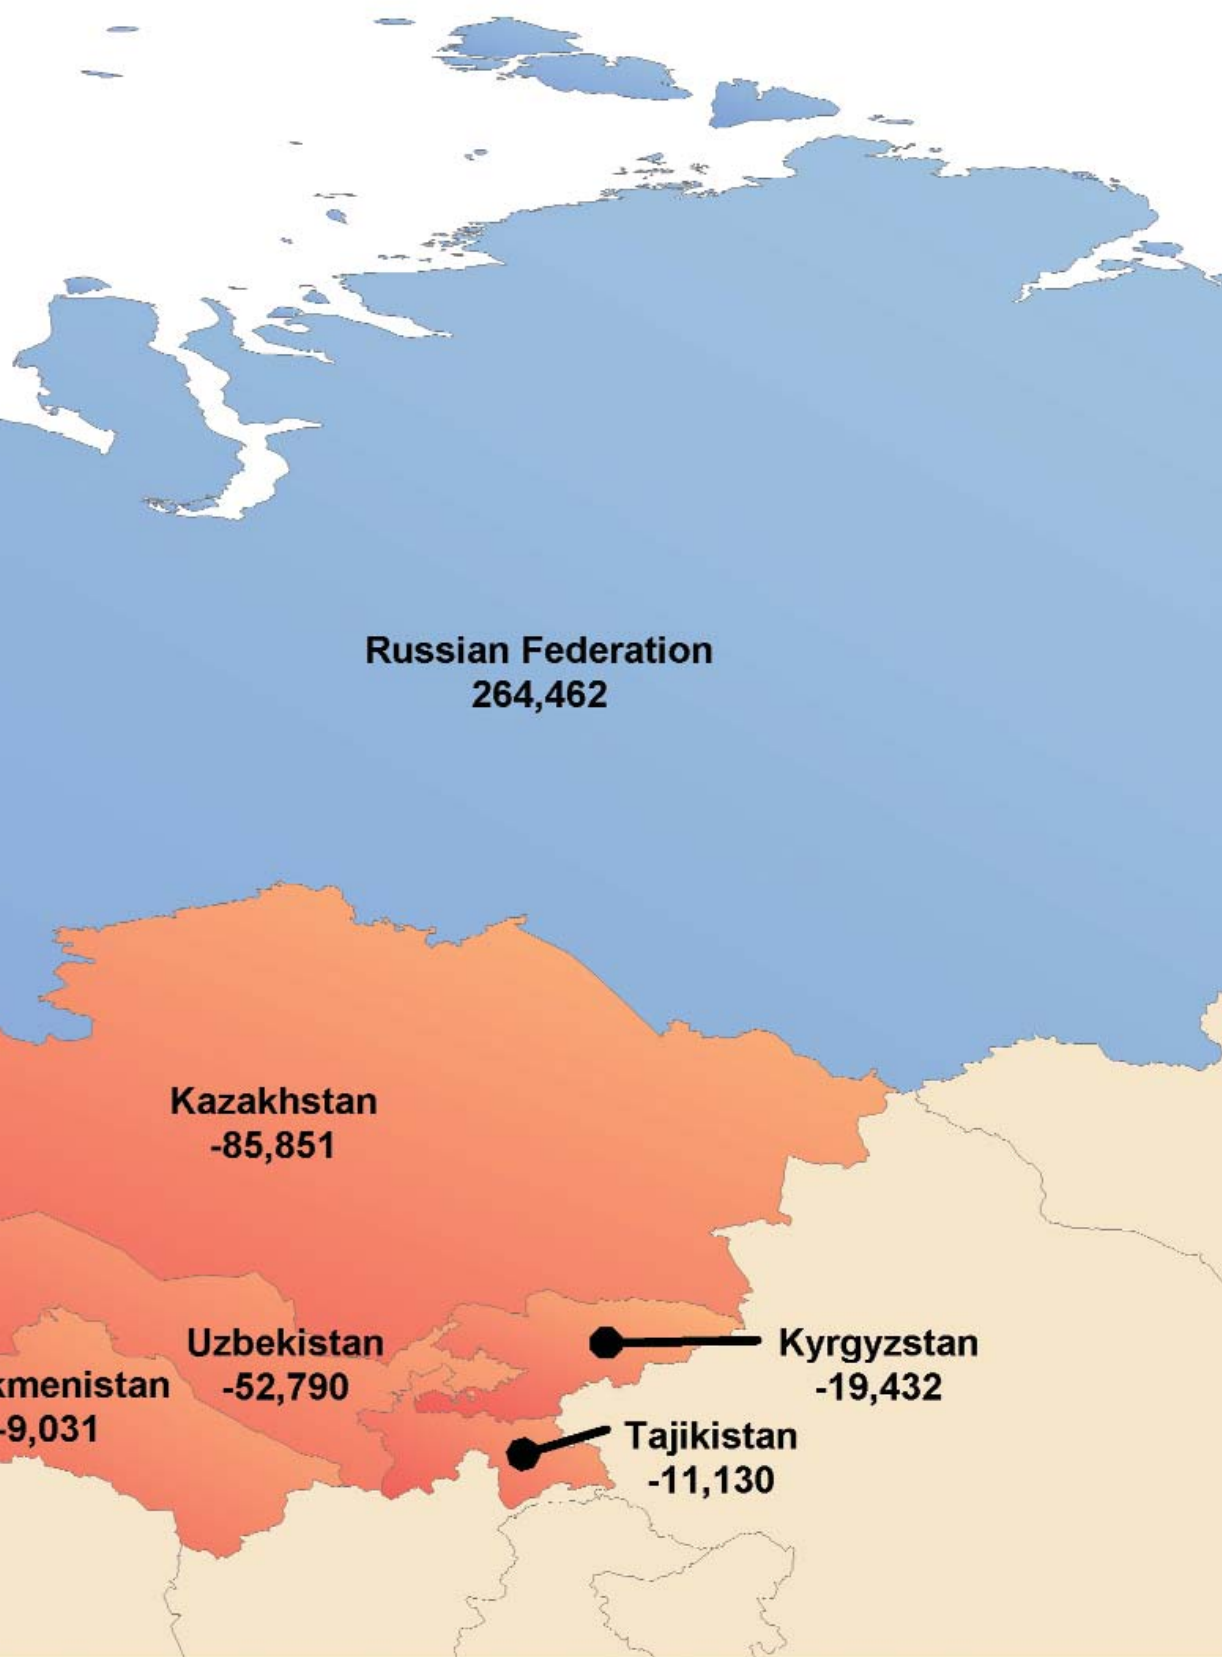 Russian Federation
264,462
Kazakhstan
-85,851
Uzbekistan
-52,790
kmenistan
-9,031
Kyrgyzstan
-19,432
Tajikistan
-11,130